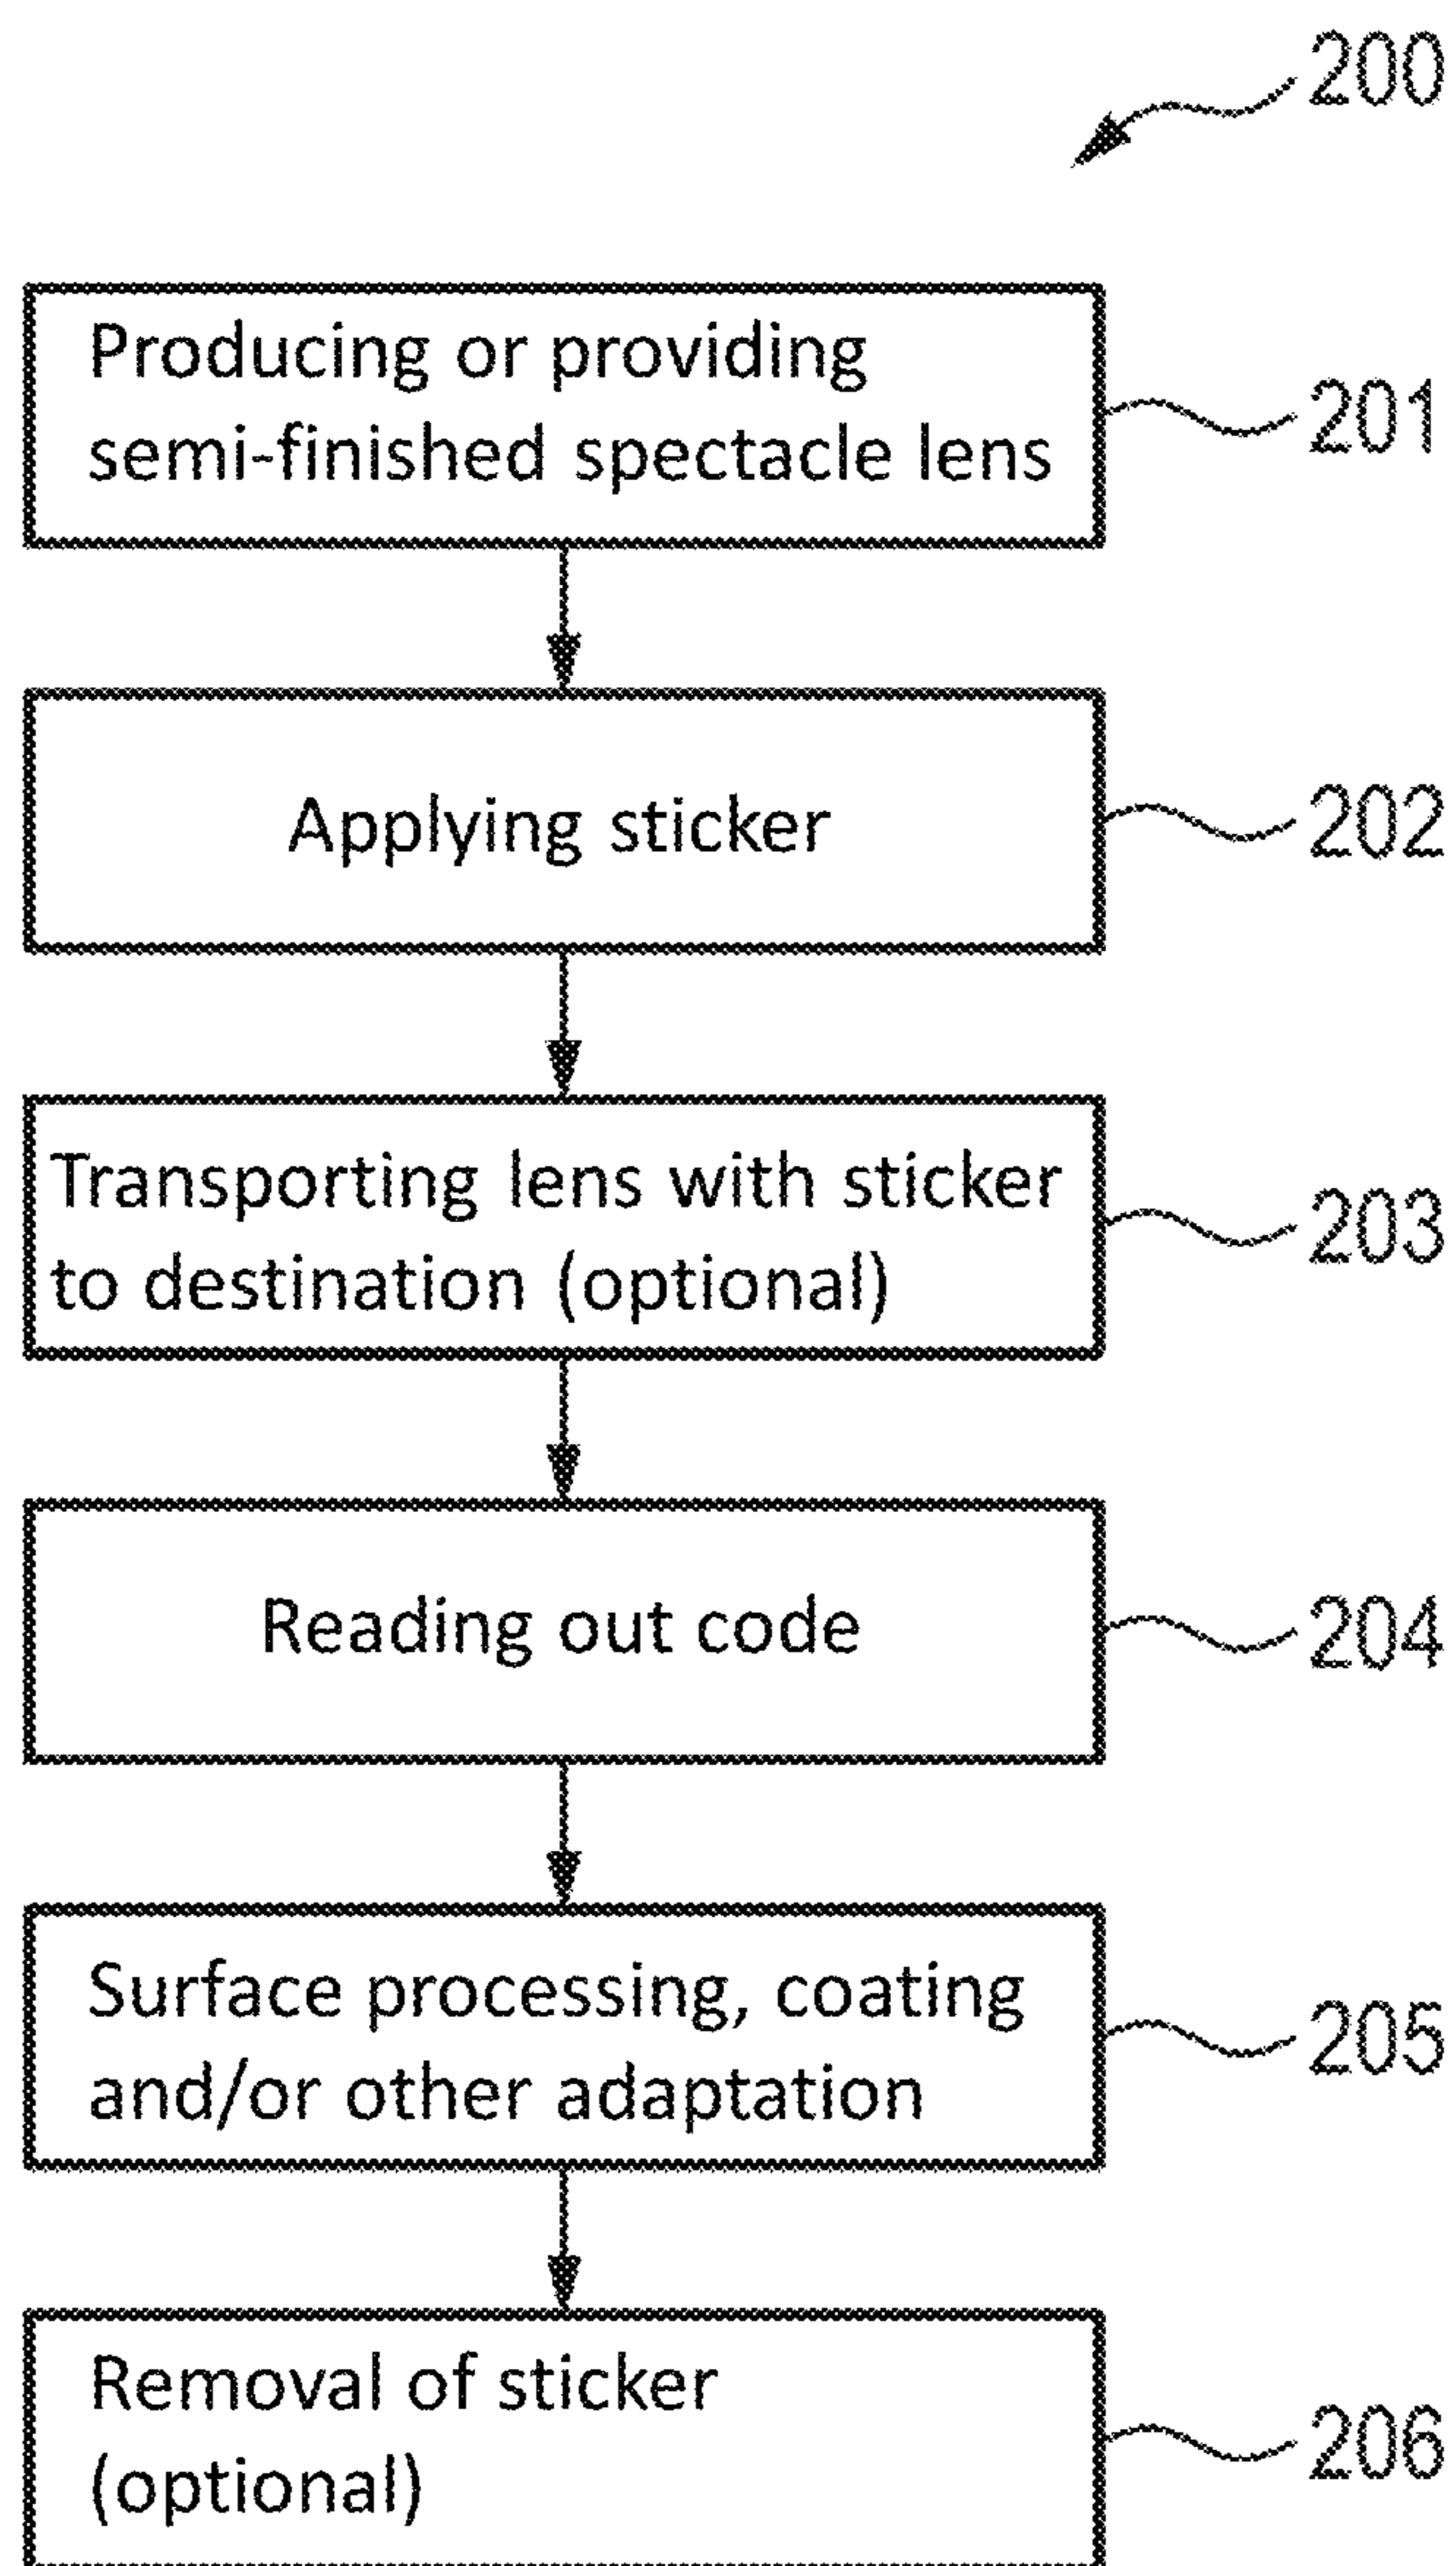 200
Producing or providing
semi-finished spectacle lens
201
Applying sticker
202
Transporting lens with sticker
to destination (optional)
203
Reading out code
204
Surface processing, coating
and/or other adaptation
205
Removal of sticker
(optional)
206